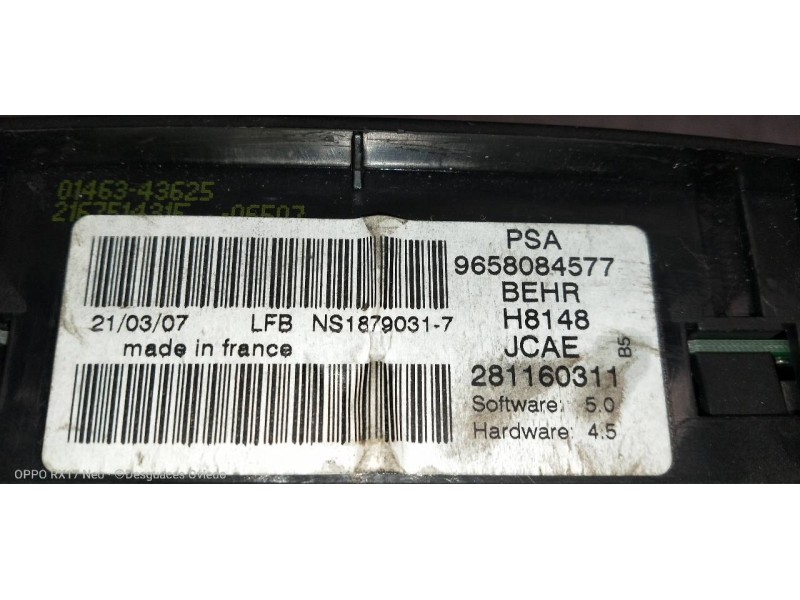 01463-43625
PSA
9658084577
BEHR
H8148
JCAE
281160311
Software: 5.0
Hardware: 4.5
B5
21/03/07 LFB NS1879031-7
made in france
OPPO RX17 Neo ©Desguaces Oviedo